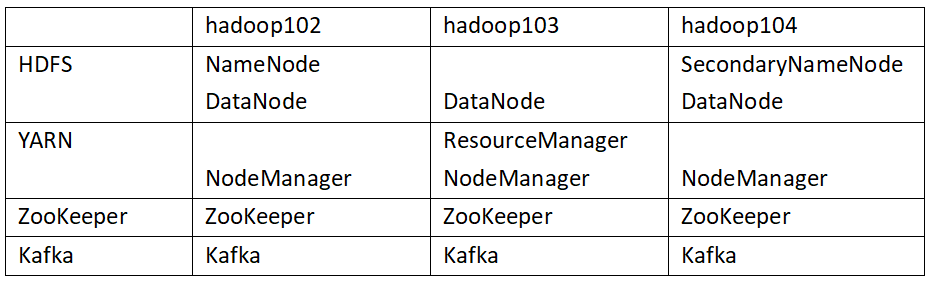 hadoop102 hadoop103 hadoop104
HDFS NameNode SecondaryNameNode
DataNode DataNode DataNode
YARN ResourceManager
NodeManager NodeManager NodeManager
ZooKeeper ZooKeeper ZooKeeper ZooKeeper
Kafka Kafka Kafka Kafka